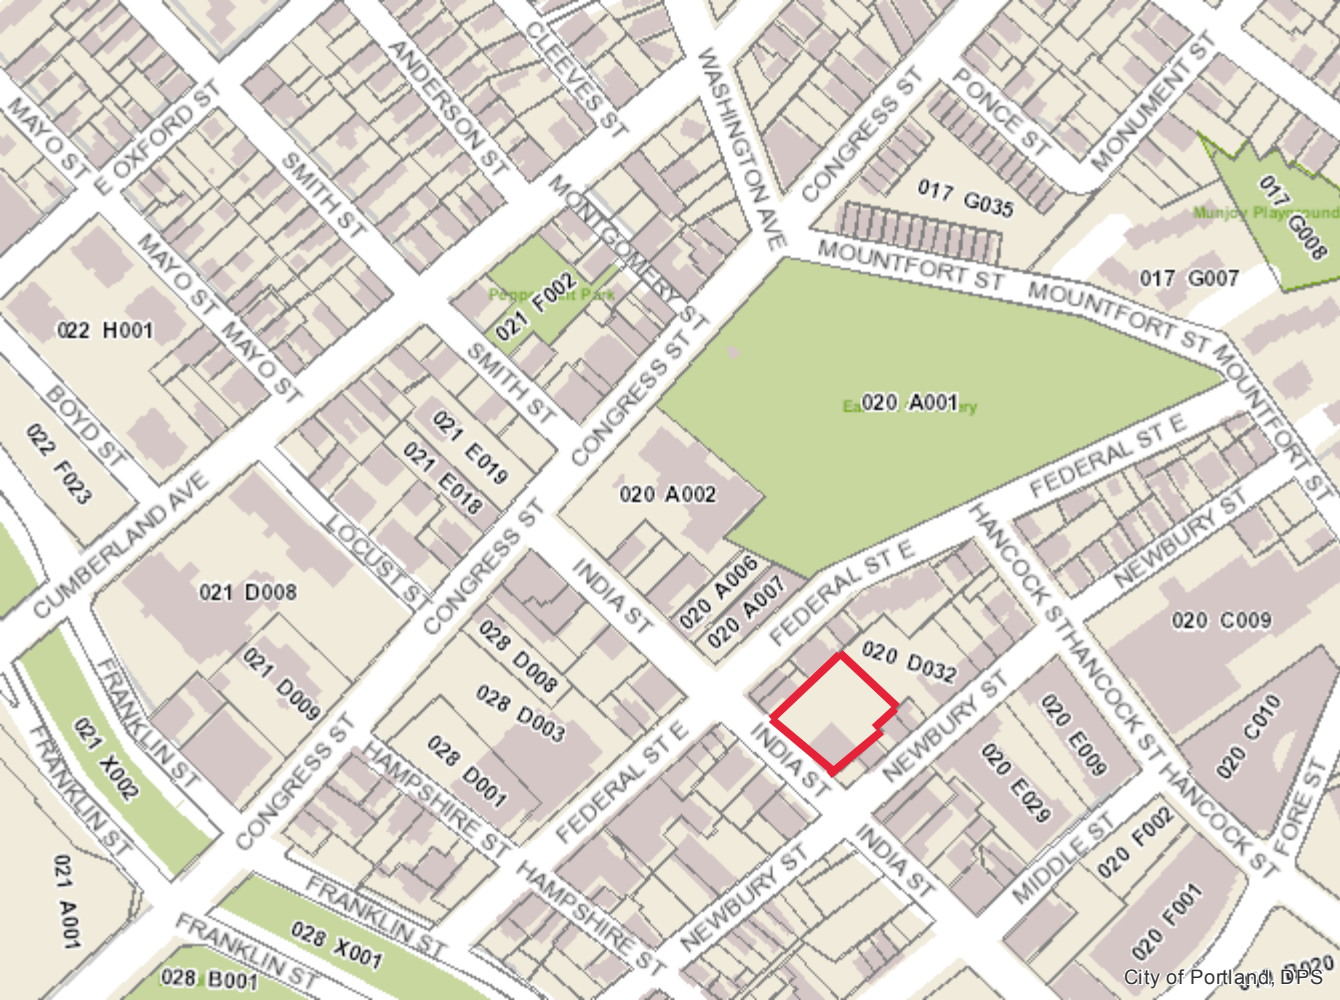 CLEEVES ST
ANDERSON ST
WASHINGTON AVE
CONGRESS ST
PONCE ST
MONUMENT ST
MAYO ST
E OXFORD ST
SMITH ST
MONTGOMERY ST
017 G035
017 G008
Munjoy Playground
MAYO ST
MAYO ST
MOUNTFORT ST
MOUNTFORT ST
MOUNTFORT ST
017 G007
021 F002
Park
022 H001
SMITH ST
CONGRESS ST
BOYD ST
022 F023
021 E019
021 E018
020 A001
FEDERAL ST E
020 A002
NEWBURY ST
CUMBERLAND AVE
LOCUST ST
CONGRESS ST
INDIA ST
020 A006
020 A007
FEDERAL ST E
HANCOCK ST
HANCOCK ST
HANCOCK ST
021 D008
021 D009
028 D008
028 D003
028 D001
020 D032
020 C009
020 C010
020 E009
020 E029
NEWBURY ST
INDIA ST
FRANKLIN ST
FRANKLIN ST
021 X002
CONGRESS ST
HAMPSHIRE ST
FEDERAL ST E
MIDDLE ST
020 F002
FORE ST
INDIA ST
NEWBURY ST
HAMPSHIRE ST
021 A001
FRANKLIN ST
FRANKLIN ST
028 X001
028 B001
020 F001
City of Portland, DPS